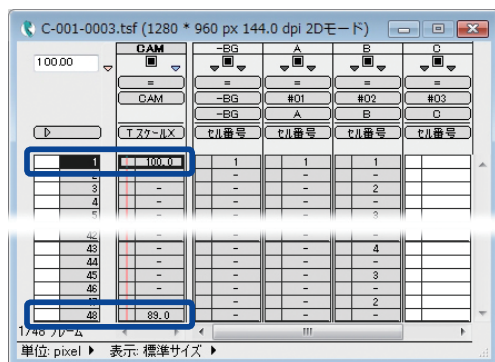 C-001-0003.tsf (1280 * 960 px 144.0 dpi 2Dモード)
CAM -BG A B C
100.00
= = = = =
CAM -BG #01 #02 #03
-BG A B C
T スケールX セル番号 セル番号 セル番号 セル番号
1 100.0 1 1 1
2 - - - -
3 - - - 2
4 - - - -
5 - - - 3
42 - - - -
43 - - - 4
44 - - - -
45 - - - 3
46 - - - -
47 - - - 2
48 89.0 - - -
1/48 フレーム
単位: pixel 表示: 標準サイズ